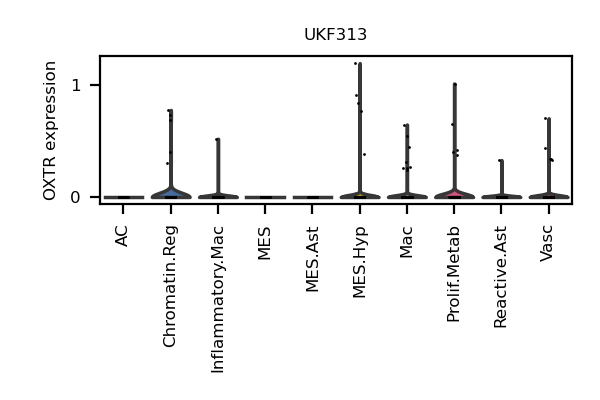 UKF313
OXTR expression
1
0
AC
Chromatin.Reg
Inflammatory.Mac
MES
MES.Ast
MES.Hyp
Mac
Prolif.Metab
Reactive.Ast
Vasc